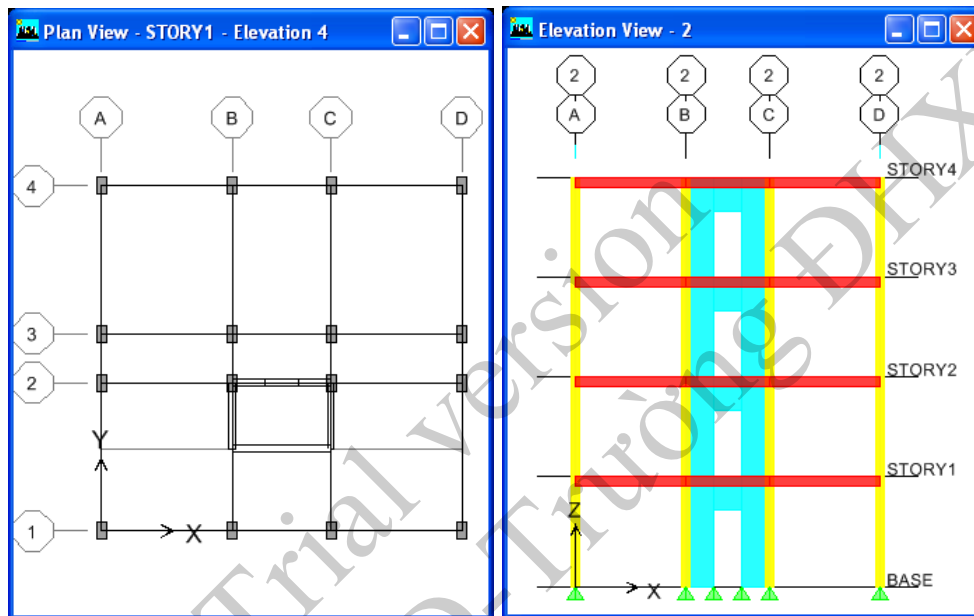 Plan View - STORY1 - Elevation 4
A B C D
4
3
2
Y
X
1
Elevation View - 2
2 2 2 2
A B C D
STORY4
STORY3
STORY2
STORY1
Z
X
BASE
Trial version
- Trường ĐHX